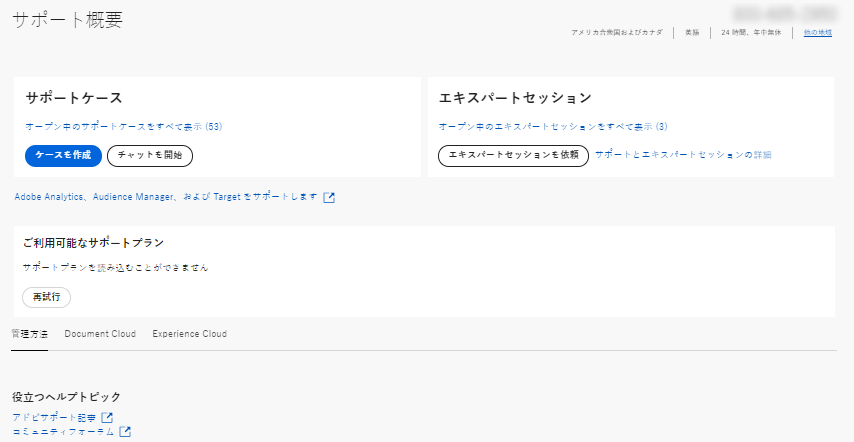 サポート概要
アメリカ合衆国およびカナダ 英語 24 時間、年中無休 他の地域
サポートケース
オープン中のサポートケースをすべて表示 (53)
ケースを作成 チャットを開始
エキスパートセッション
オープン中のエキスパートセッションをすべて表示 (3)
エキスパートセッションを依頼 サポートとエキスパートセッションの詳細
Adobe Analytics、Audience Manager、および Target をサポートします
ご利用可能なサポートプラン
サポートプランを読み込むことができません
再試行
管理方法 Document Cloud Experience Cloud
役立つヘルプトピック
アドビサポート記事
コミュニティフォーラム